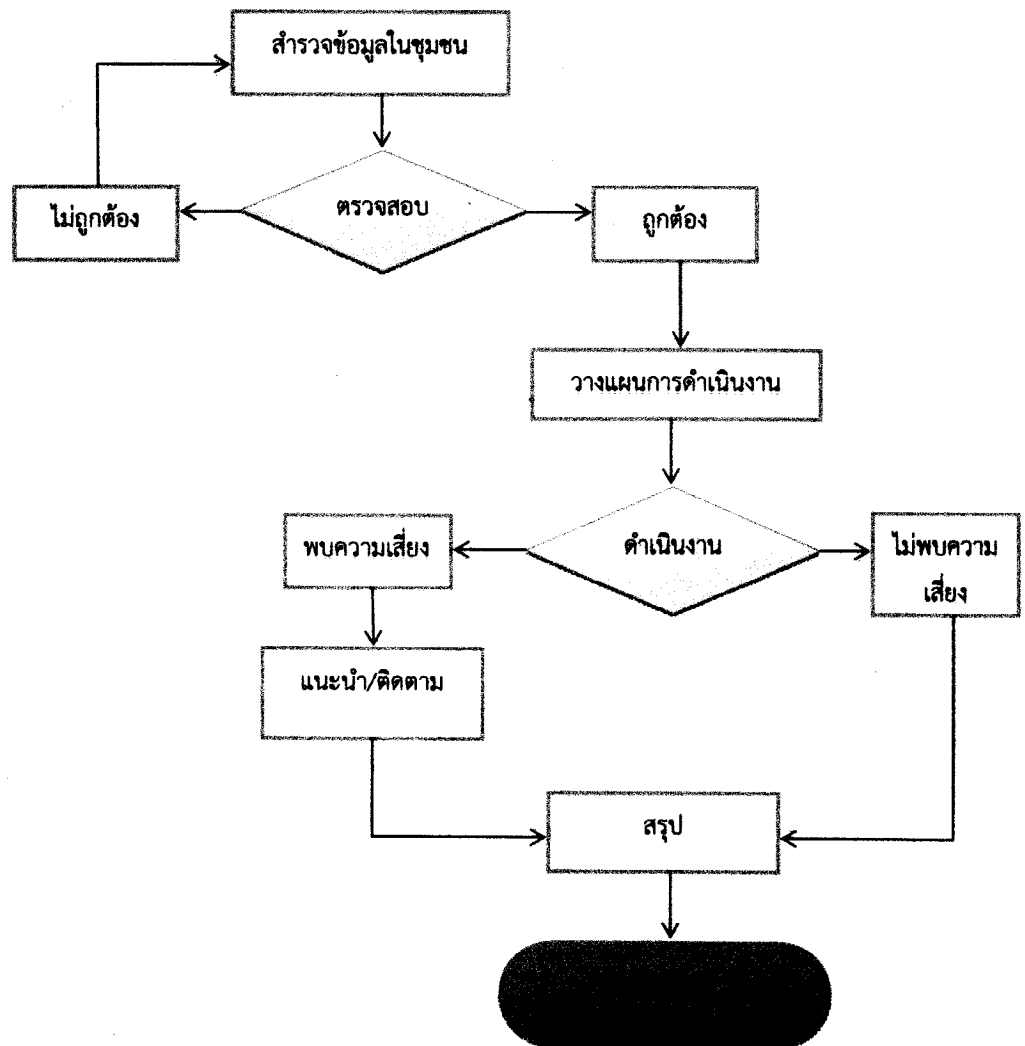 สำรวจข้อมูลในชุมชน
ตรวจสอบ
ไม่ถูกต้อง
ถูกต้อง
วางแผนการดำเนินงาน
ดำเนินงาน
พบความเสี่ยง
ไม่พบความ
เสี่ยง
แนะนำ/ติดตาม
สรุป